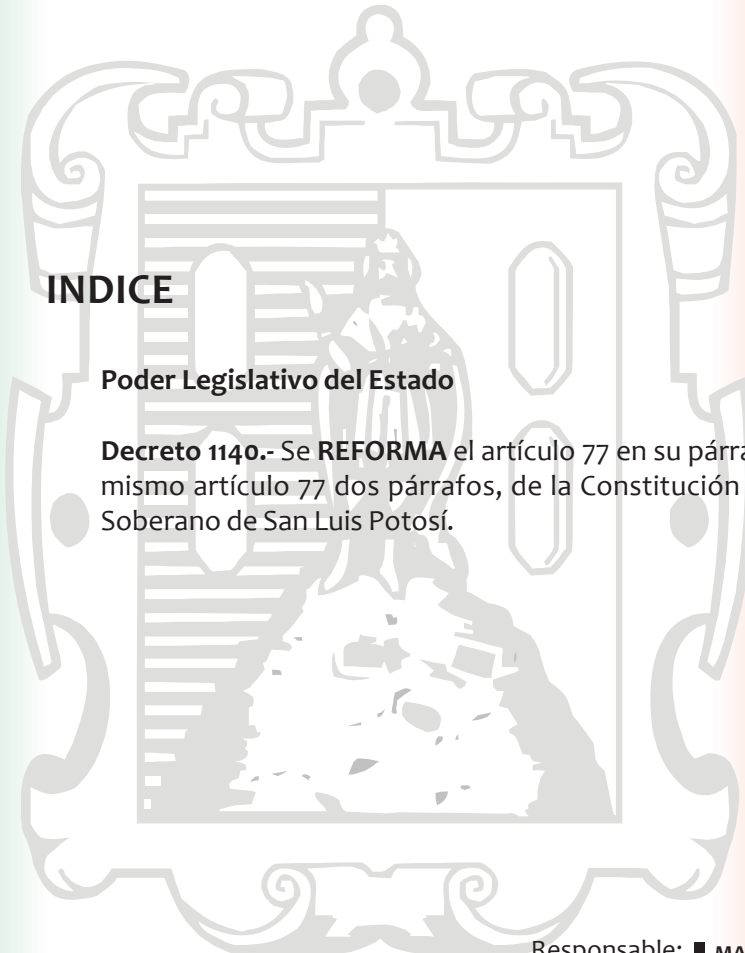 INDICE
Poder Legislativo del Estado
Decreto 1140.- Se REFORMA el artículo 77 en su
mismo artículo 77 dos párrafos, de la Constitución
Soberano de San Luis Potosí.
Responsable: